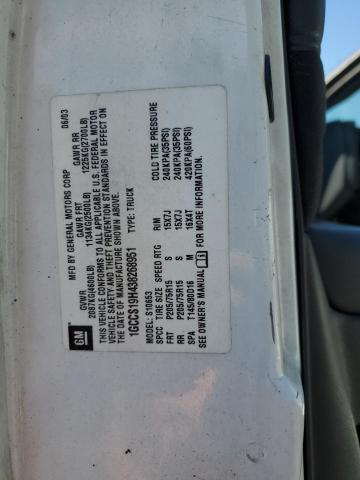 GM
MFD BY GENERAL MOTORS CORP 06/03
GVWR GAWR FRT GAWR RR
2087KG(4600LB) 1134KG(2500LB) 1225KG(2700LB)
THIS VEHICLE CONFORMS TO ALL APPLICABLE U.S. FEDERAL MOTOR
VEHICLE SAFETY AND THEFT PREVENTION STANDARDS IN EFFECT ON
THE DATE OF MANUFACTURE SHOWN ABOVE.
1GCCS19H438268951 TYPE: TRUCK
MODEL: S10653
SPCC TIRE SIZE SPEED RTG RIM COLD TIRE PRESSURE
FRT P205/75R15 S 15X7J 240KPA(35PSI)
RR. P205/75R15 S 15X7J 240KPA(35PSI)
SPA T145/80D16 M 16X4T 420KPA(60PSI)
SEE OWNER'S MANUAL FOR MORE INFORMATION.